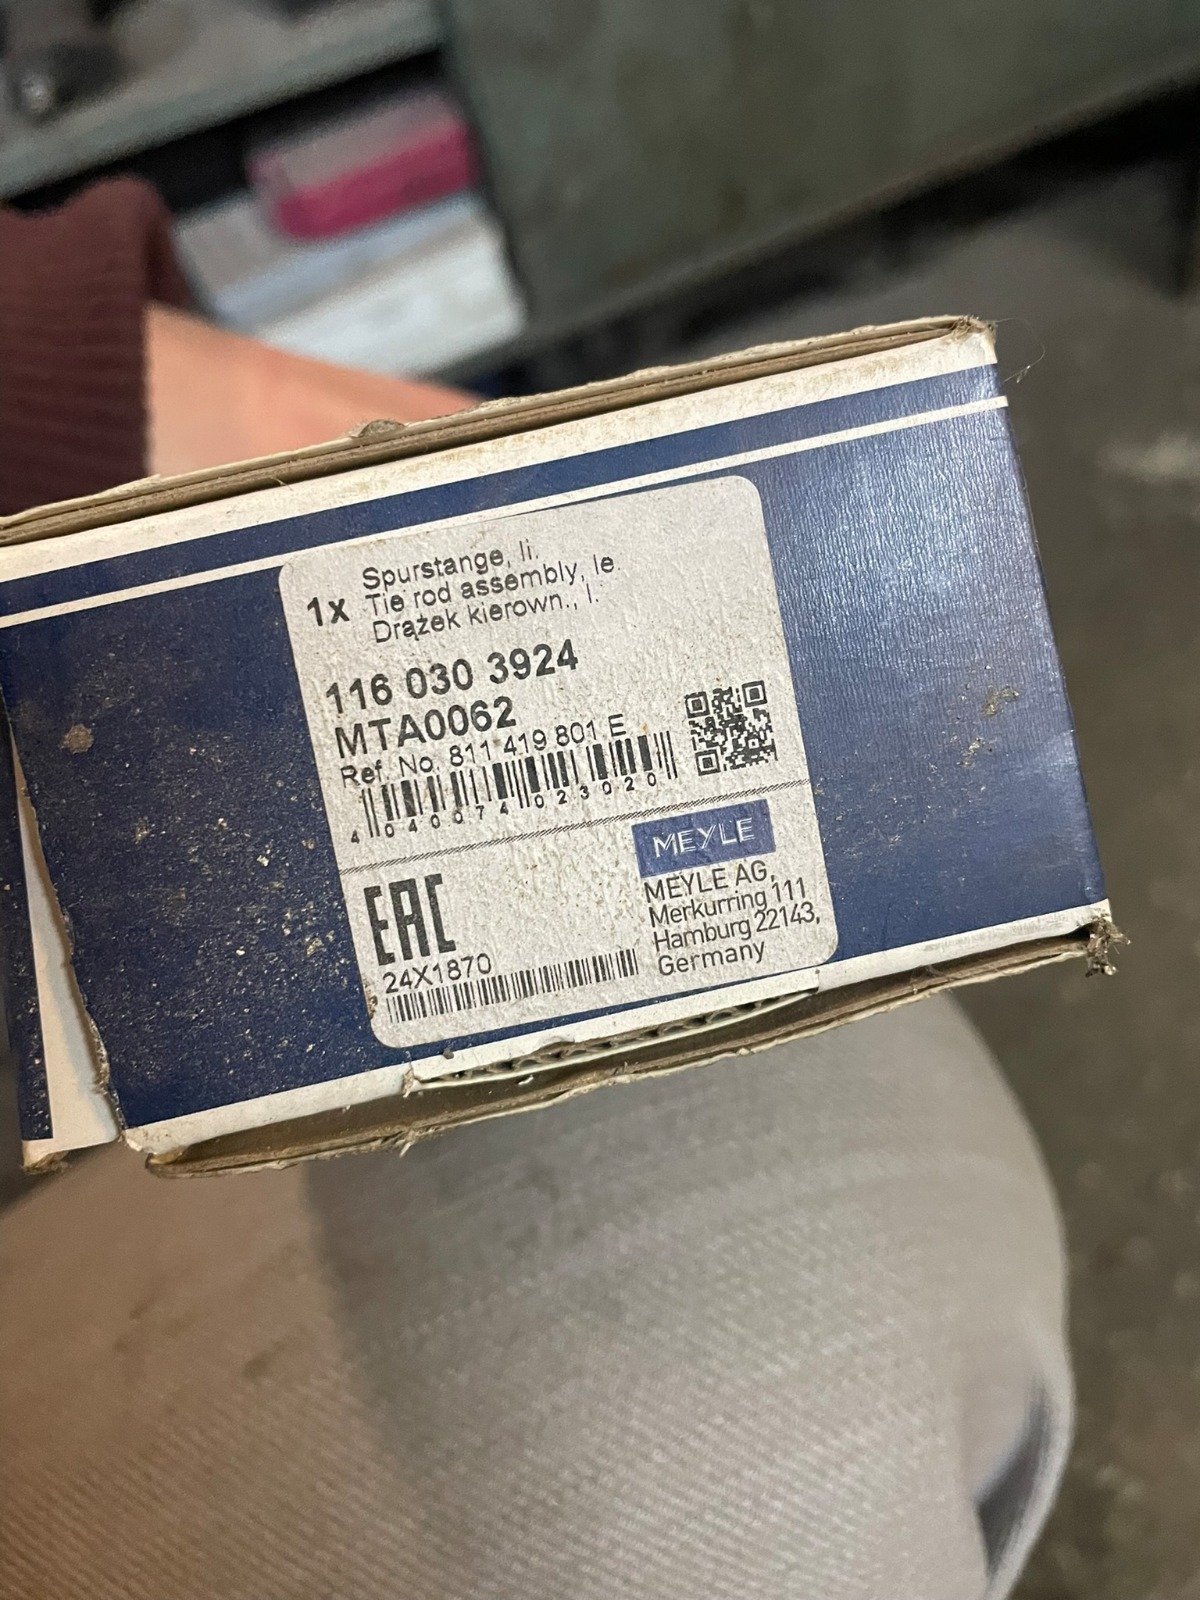 1x
Spurstange, li.
Tie rod assembly, le.
Drążek kierown., l.
116 030 3924
MTA0062
Ref. No. 811 419 801 E
4 040074 023020
MEYLE
EAC
24X1870
MEYLE AG,
Merkurring 111
Hamburg 22143,
Germany